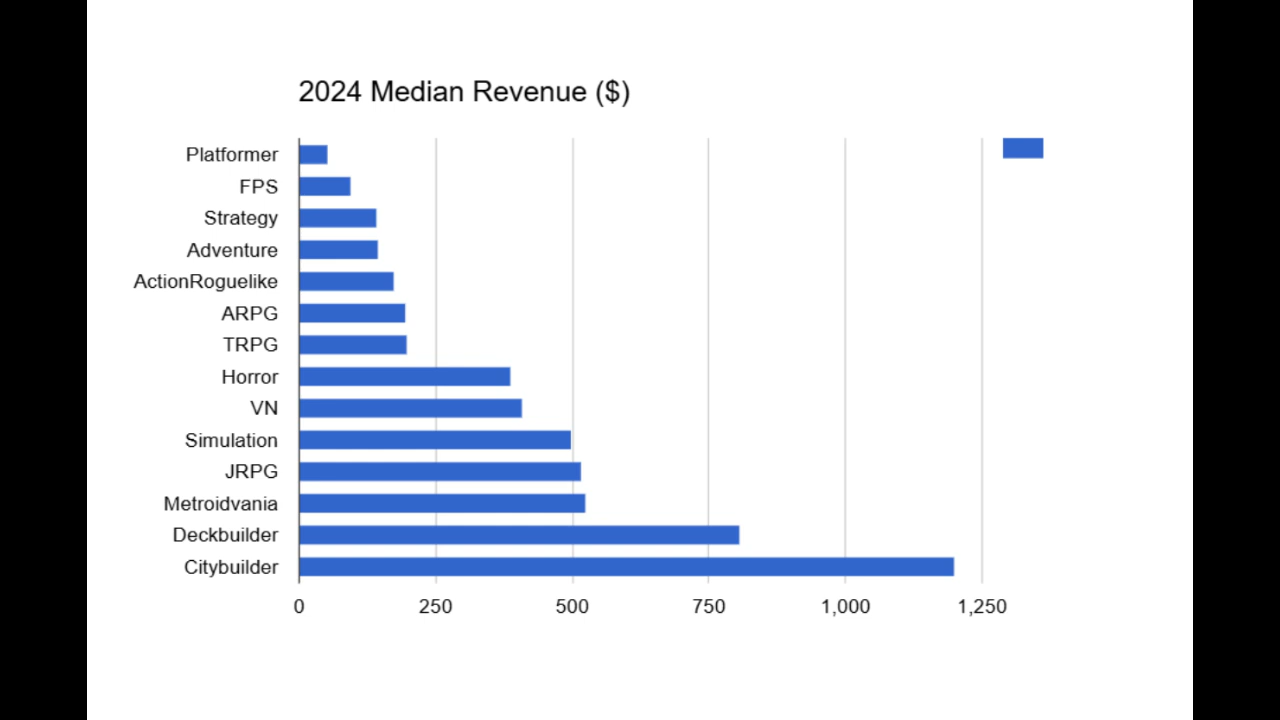 2024 Median Revenue ($)
Platformer
FPS
Strategy
Adventure
ActionRoguelike
ARPG
TRPG
Horror
VN
Simulation
JRPG
Metroidvania
Deckbuilder
Citybuilder
0 250 500 750 1,000 1,250